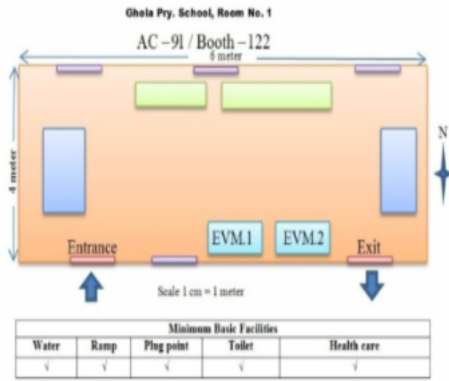 Ghola Pry. School, Room No. 1
AC –91 / Booth –122
6 meter
4 meter
N
EVM.1 EVM.2
Entrance Exit
Scale 1 cm = 1 meter
Minimum Basic Facilities
Water Ramp Plug point Toilet Health care
√ √ √ √ √